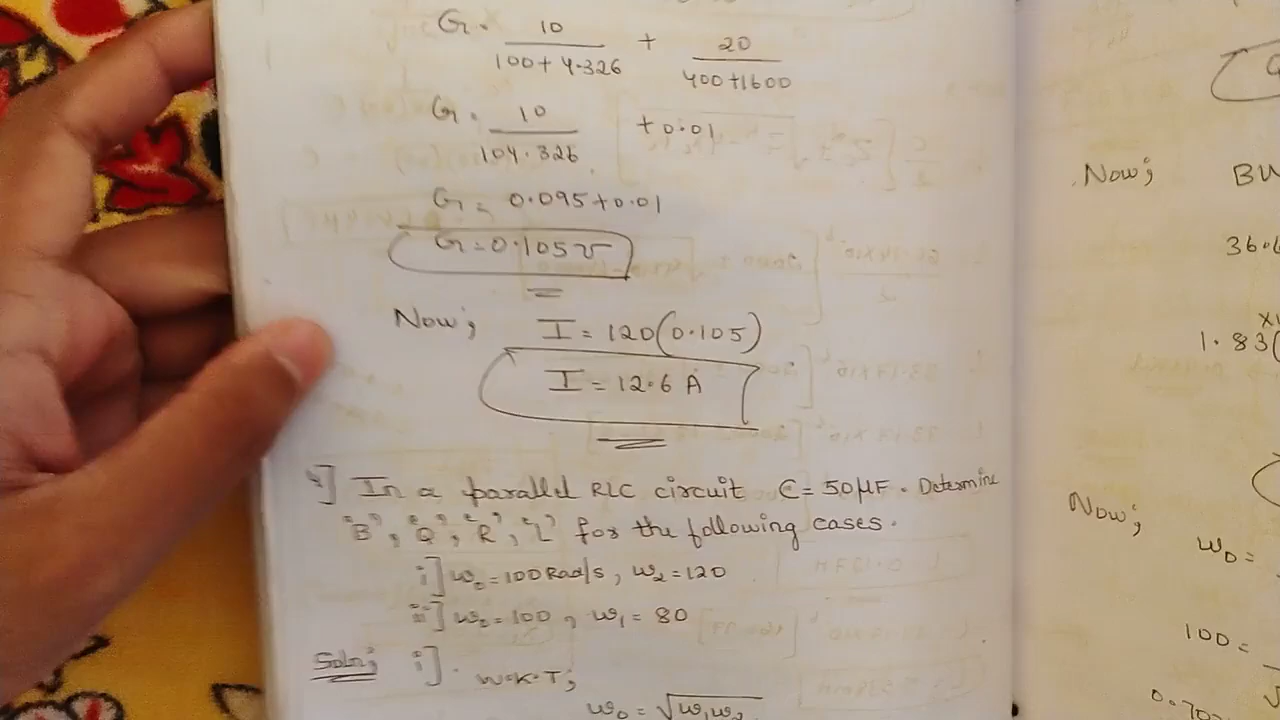 G = 10 / 100+4.326 + 20 / 400+1600
G = 10 / 104.326 + 0.01
G = 0.095+0.01
G = 0.105 ℧
Now; I = 120(0.105)
I = 12.6 A
4] In a parallel RLC circuit C = 50μF. Determine
"B", "Q", "R", "L" for the following cases.
i] ω₀ = 100 Rad/s, ω₂ = 120
ii] ω₀ = 100, ω₁ = 80
Soln; i]. W.K.T;
ω₀ = √ω₁ω₂
Now;
36.6
1.83(
Now;
ω₀ =
100 =